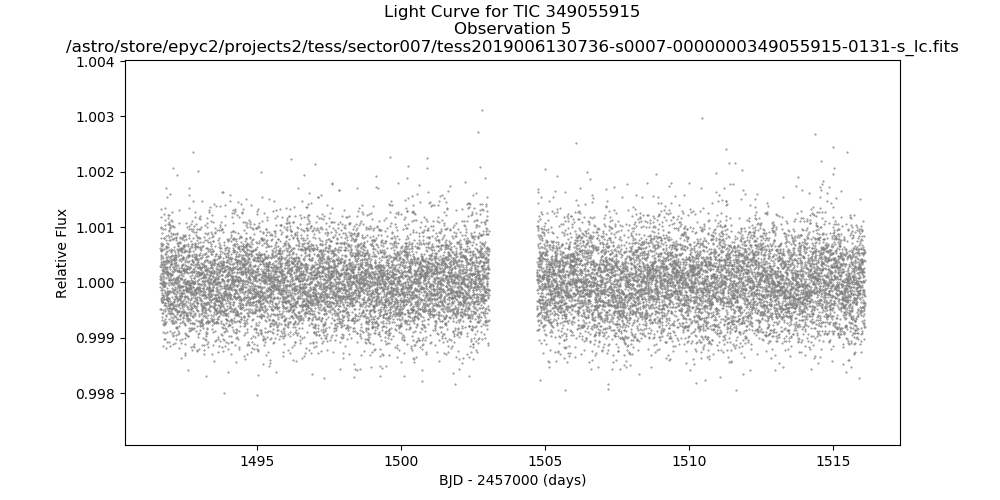 Light Curve for TIC 349055915
Observation 5
/astro/store/epyc2/projects2/tess/sector007/tess2019006130736-s0007-0000000349055915-0131-s_lc.fits
1.004
1.003
1.002
1.001
1.000
0.999
0.998
Relative Flux
1495
1500
1505
1510
1515
BJD - 2457000 (days)